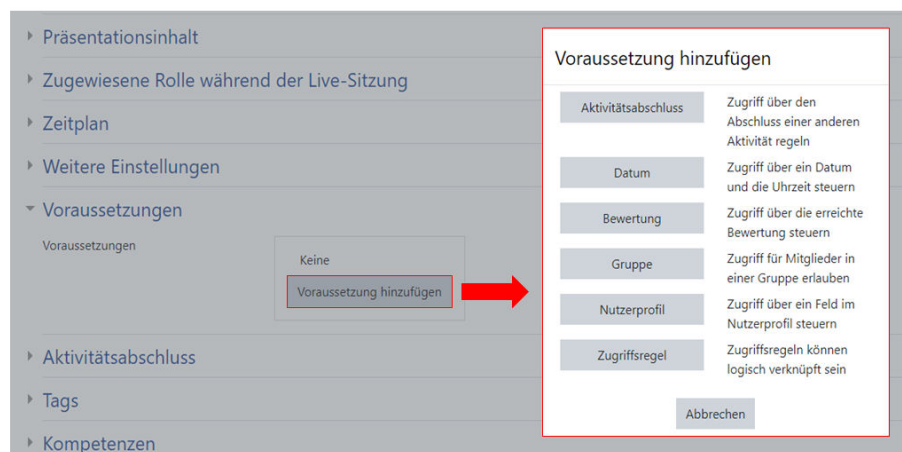 Präsentationsinhalt
Zugewiesene Rolle während der Live-Sitzung
Zeitplan
Weitere Einstellungen
Voraussetzungen
Voraussetzungen
Keine
Voraussetzung hinzufügen
Aktivitätsabschluss
Tags
Kompetenzen
Voraussetzung hinzufügen
Aktivitätsabschluss
Zugriff über den
Abschluss einer anderen
Aktivität regeln
Datum
Zugriff über ein Datum
und die Uhrzeit steuern
Bewertung
Zugriff über die erreichte
Bewertung steuern
Gruppe
Zugriff für Mitglieder in
einer Gruppe erlauben
Nutzerprofil
Zugriff über ein Feld im
Nutzerprofil steuern
Zugriffsregel
Zugriffsregeln können
logisch verknüpft sein
Abbrechen